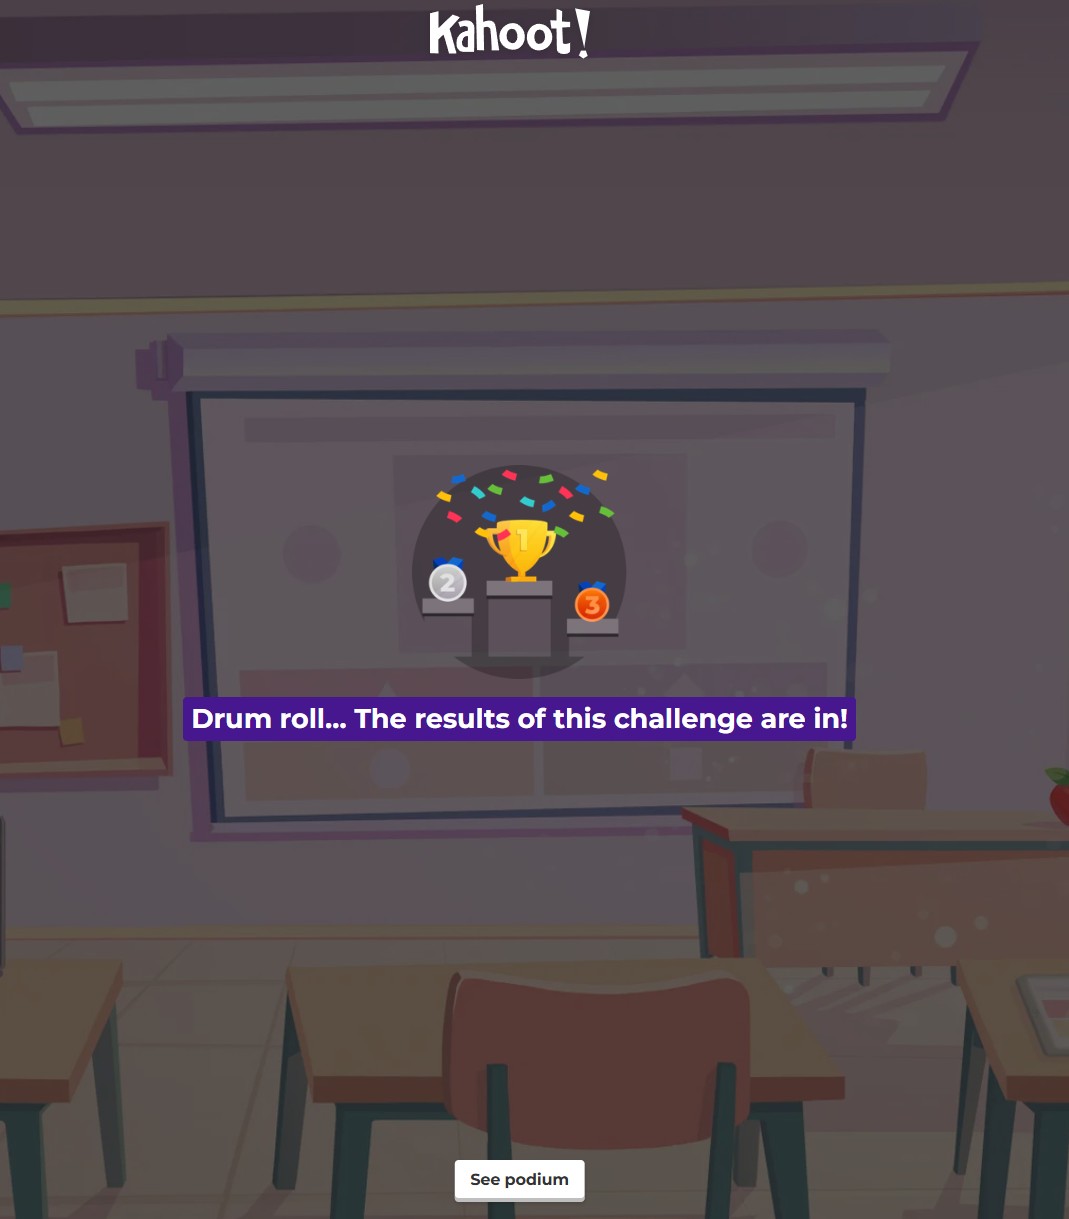 Kahoot!
1
2
3
Drum roll... The results of this challenge are in!
See podium